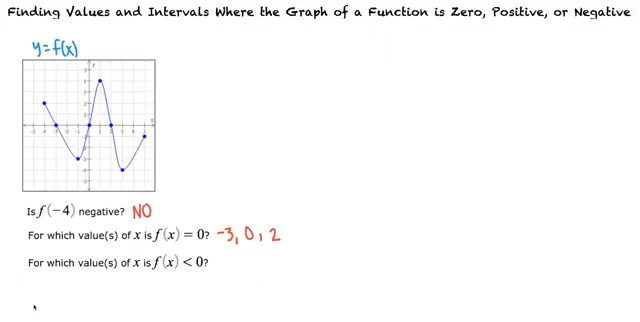 Finding Values and Intervals Where the Graph of a Function is Zero, Positive, or Negative
y=f(x)
Is f(−4) negative? NO
For which value(s) of x is f(x) = 0? -3, 0, 2
For which value(s) of x is f(x) < 0?